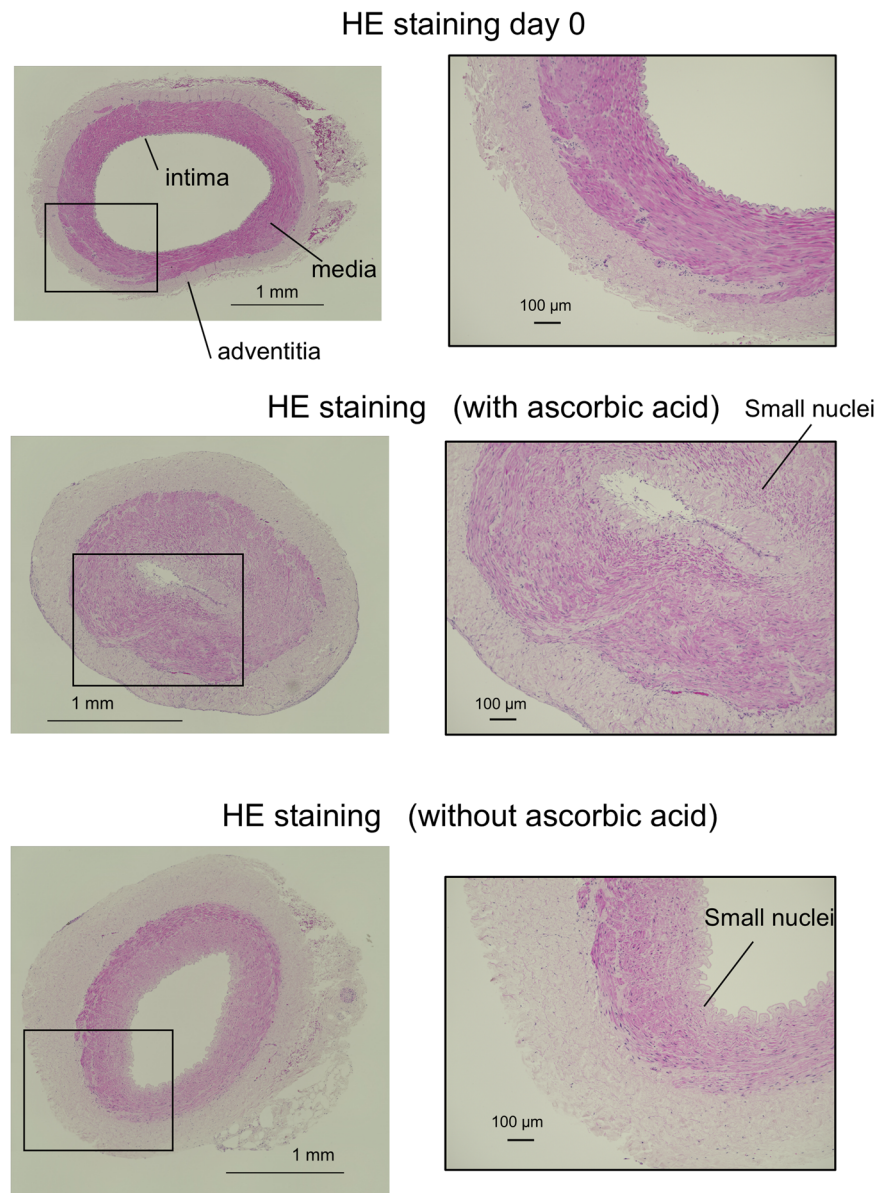 HE staining day 0
intima
media
1 mm
adventitia
100 µm
HE staining (with ascorbic acid)
Small nuclei
1 mm
100 µm
HE staining (without ascorbic acid)
Small nuclei
1 mm
100 µm